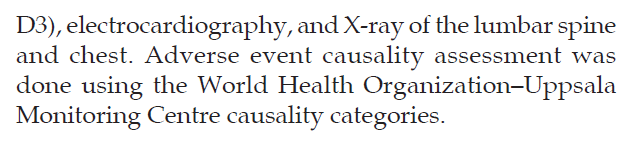 D3), electrocardiography, and X-ray of the lumbar spine
and chest. Adverse event causality assessment was
done using the World Health Organization–Uppsala
Monitoring Centre causality categories.